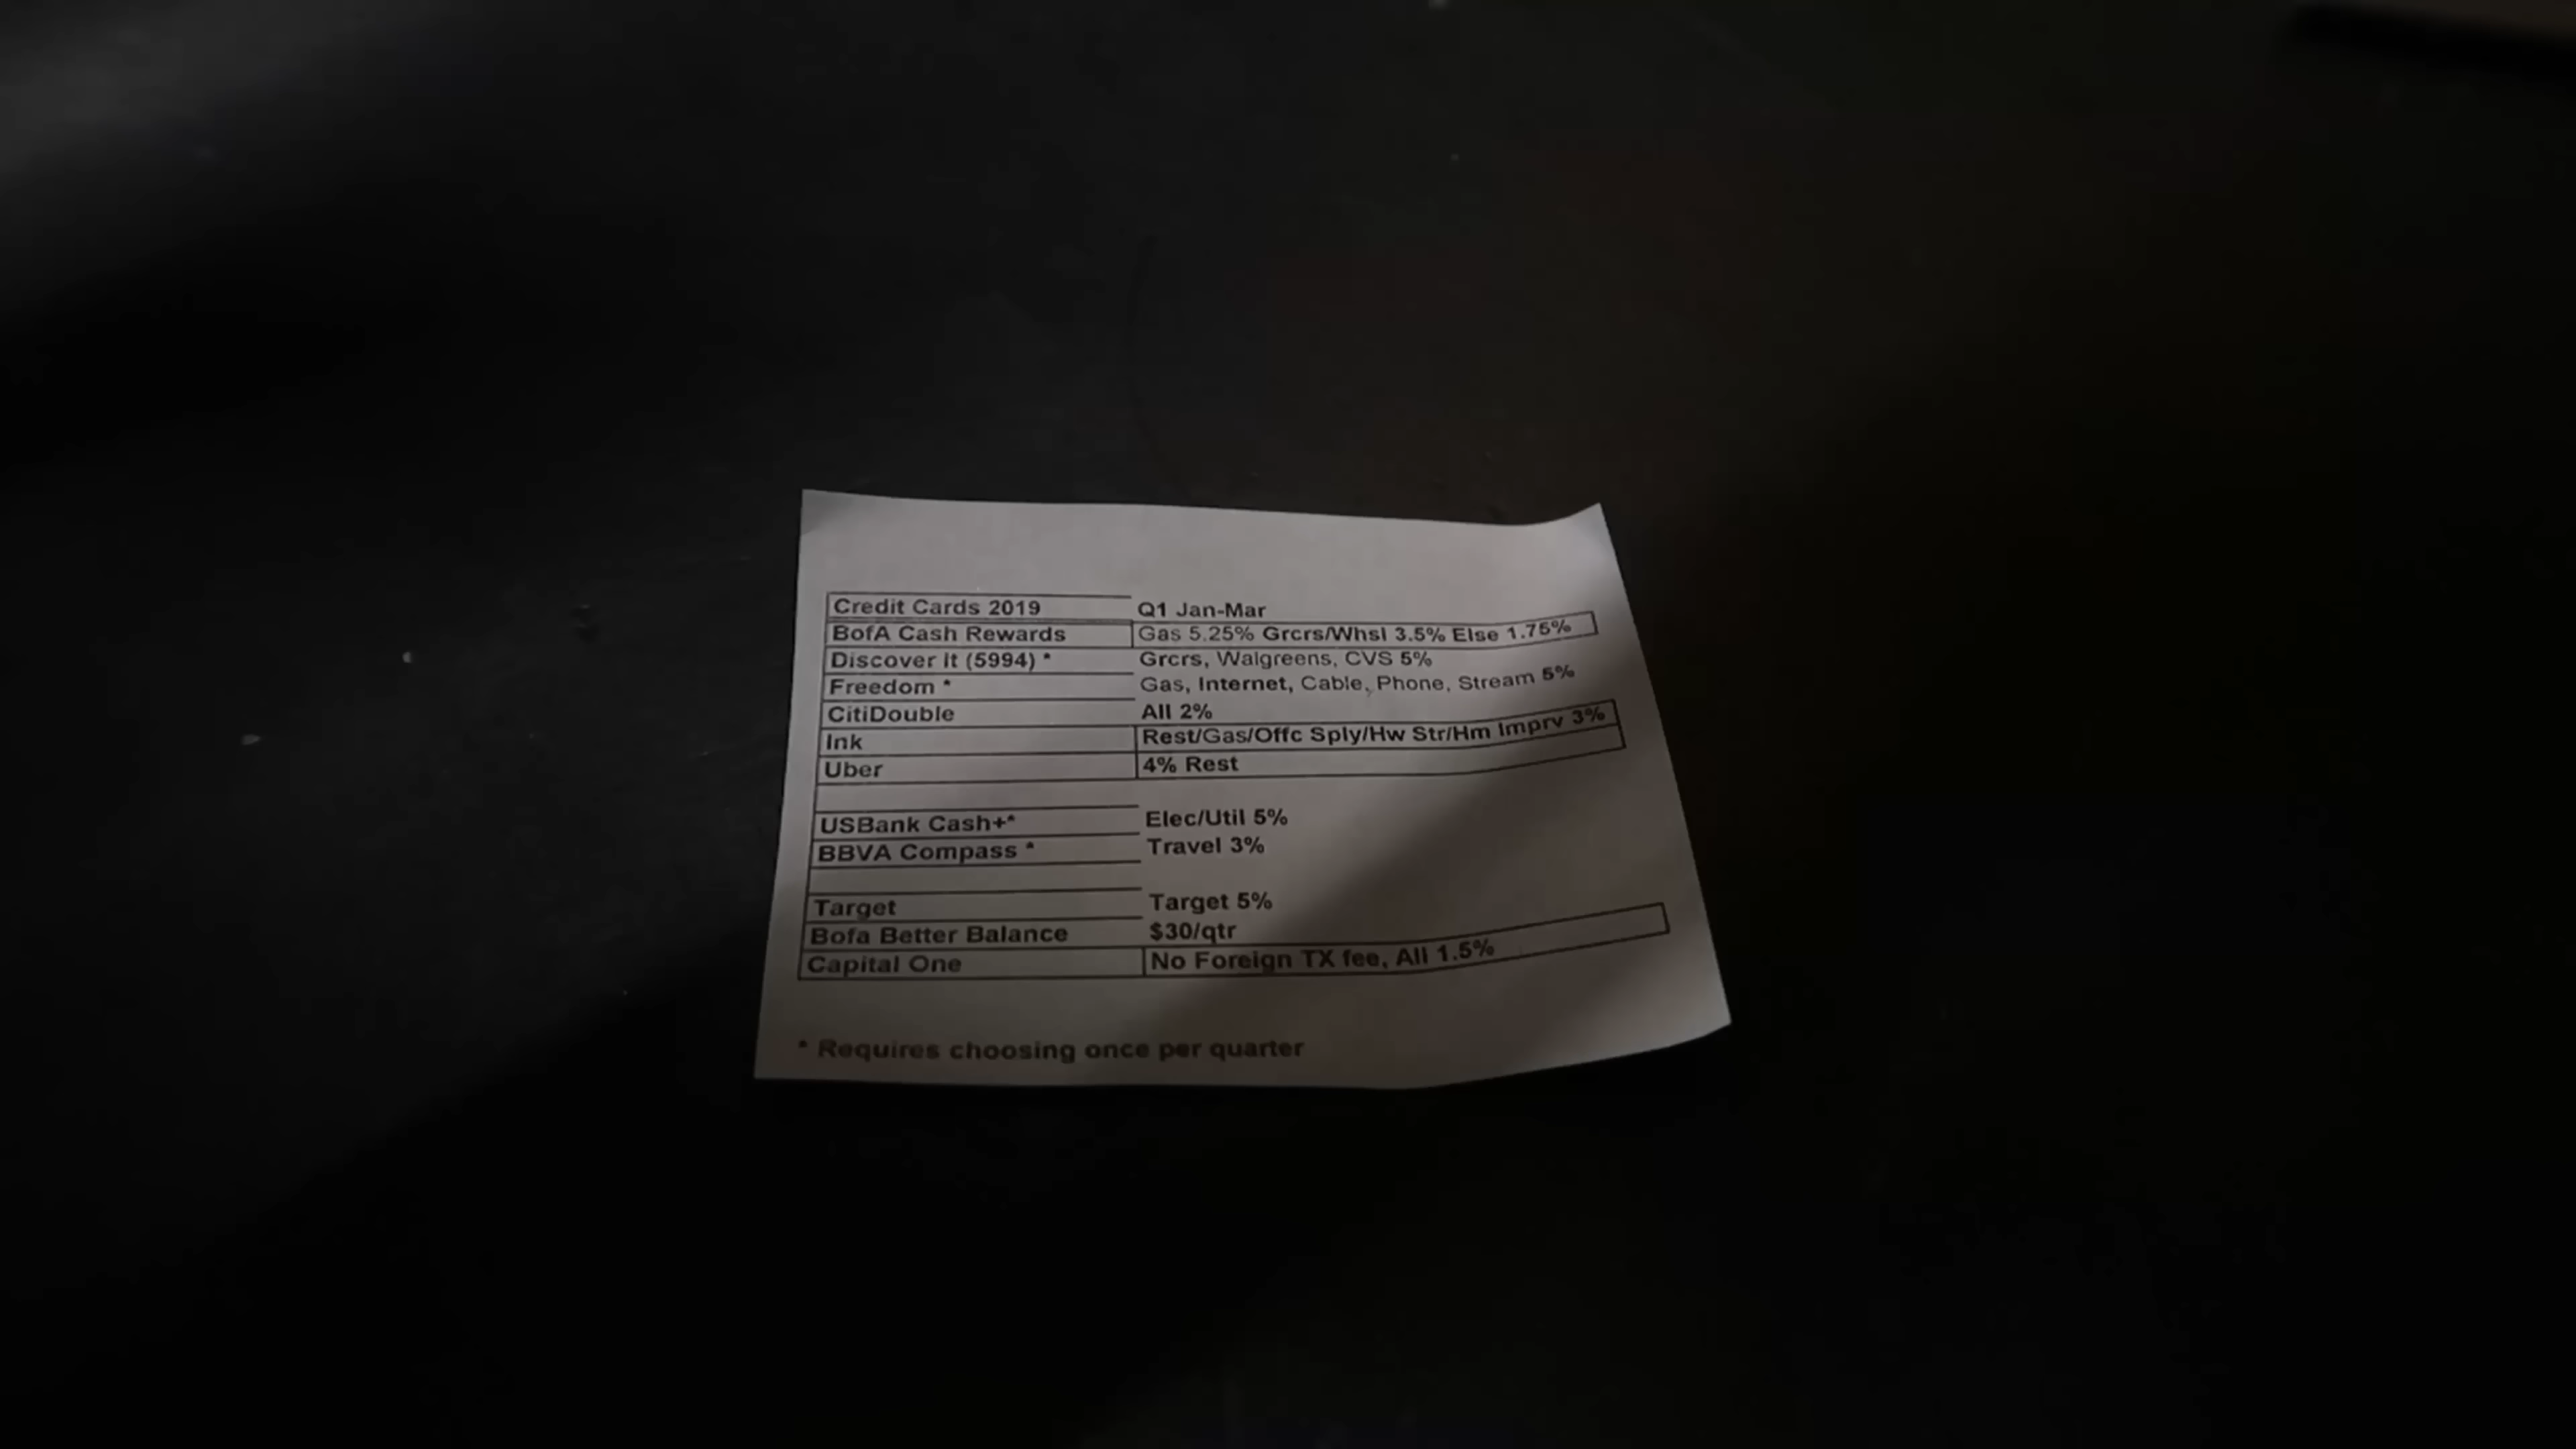 Credit Cards 2019 Q1 Jan-Mar
BofA Cash Rewards Gas 5.25% Grcrs/Whsl 3.5% Else 1.75%
Discover It (5994) * Grcrs, Walgreens, CVS 5%
Freedom * Gas, Internet, Cable, Phone, Stream 5%
CitiDouble All 2%
Ink Rest/Gas/Offc Sply/Hw Str/Hm Imprv 3%
Uber 4% Rest
USBank Cash+* Elec/Util 5%
BBVA Compass * Travel 3%
Target Target 5%
Bofa Better Balance $30/qtr
Capital One No Foreign TX fee, All 1.5%
* Requires choosing once per quarter